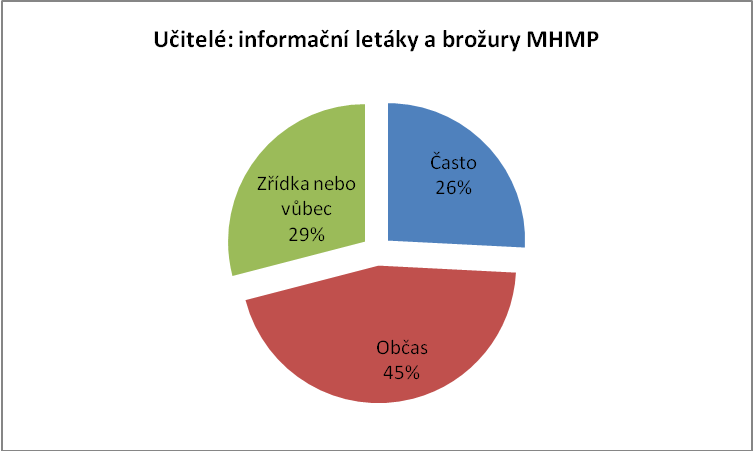 Učitelé: informační letáky a brožury MHMP
Často
26%
Zřídka nebo
vůbec
29%
Občas
45%